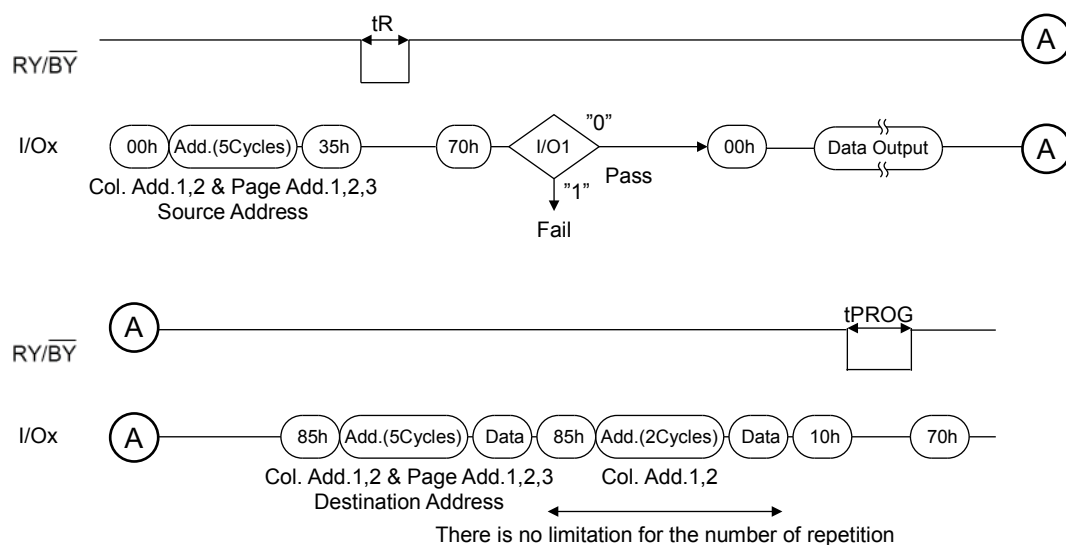 tR
RY/BY
A
I/Ox
00h Add.(5Cycles) 35h 70h I/O1 "0" 00h Data Output A
Pass
"1"
Col. Add.1,2 & Page Add.1,2,3
Source Address
Fail
A
tPROG
RY/BY
I/Ox
A
85h Add.(5Cycles) Data 85h Add.(2Cycles) Data 10h 70h
Col. Add.1,2 & Page Add.1,2,3 Col. Add.1,2
Destination Address
There is no limitation for the number of repetition